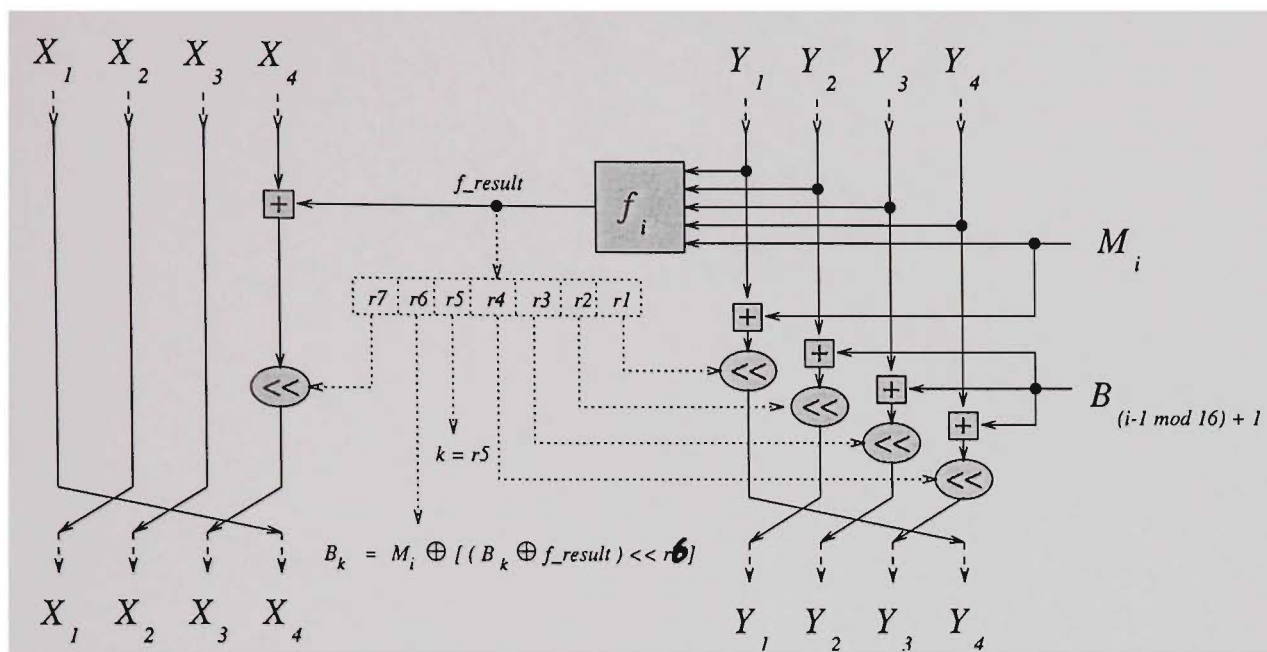 X1 X2 X3 X4 Y1 Y2 Y3 Y4
f_result
fi
Mi
r7 r6 r5 r4 r3 r2 r1
+
+
+
+
+
<<
<<
<<
<<
<<
B(i-1 mod 16) + 1
k = r5
Bk = Mi ⊕ [ ( Bk ⊕ f_result ) << r6]
X1 X2 X3 X4 Y1 Y2 Y3 Y4